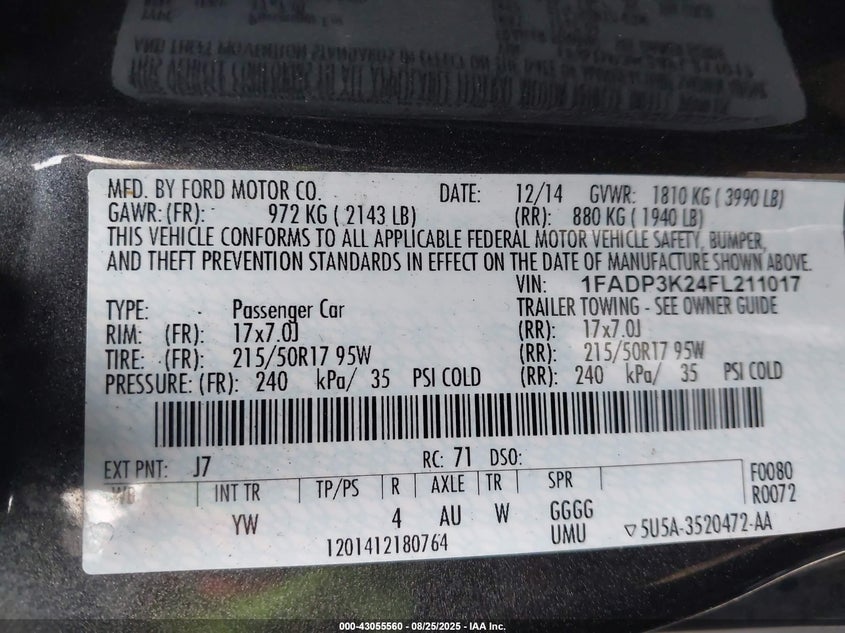 MFD. BY FORD MOTOR CO. DATE: 12/14 GVWR: 1810 KG ( 3990 LB)
GAWR: (FR): 972 KG ( 2143 LB) (RR): 880 KG ( 1940 LB)
THIS VEHICLE CONFORMS TO ALL APPLICABLE FEDERAL MOTOR VEHICLE SAFETY, BUMPER,
AND THEFT PREVENTION STANDARDS IN EFFECT ON THE DATE OF MANUFACTURE SHOWN ABOVE.
VIN: 1FADP3K24FL211017
TYPE: Passenger Car TRAILER TOWING - SEE OWNER GUIDE
RIM: (FR): 17x7.0J (RR): 17x7.0J
TIRE: (FR): 215/50R17 95W (RR): 215/50R17 95W
PRESSURE: (FR): 240 kPa/ 35 PSI COLD (RR): 240 kPa/ 35 PSI COLD
EXT PNT: J7 RC: 71 DSO:
WB INT TR TP/PS R AXLE TR SPR F0080
R0072
YW 4 AU W GGGG
1201412180764 UMU ▽5U5A-3520472-AA
000-43055560 - 08/25/2025 - IAA Inc.